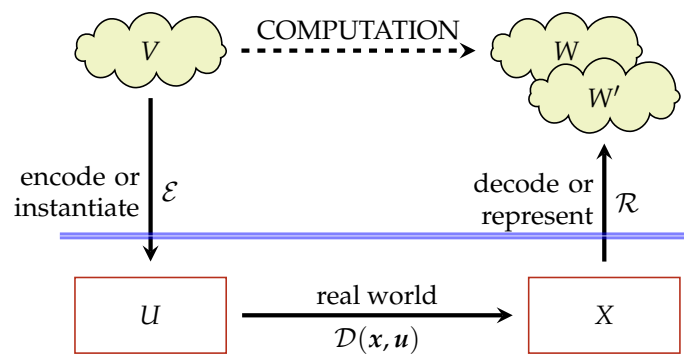 COMPUTATION
V
W
W′
encode or
instantiate
ℰ
decode or
represent
ℛ
U
real world
𝒟(x, u)
X